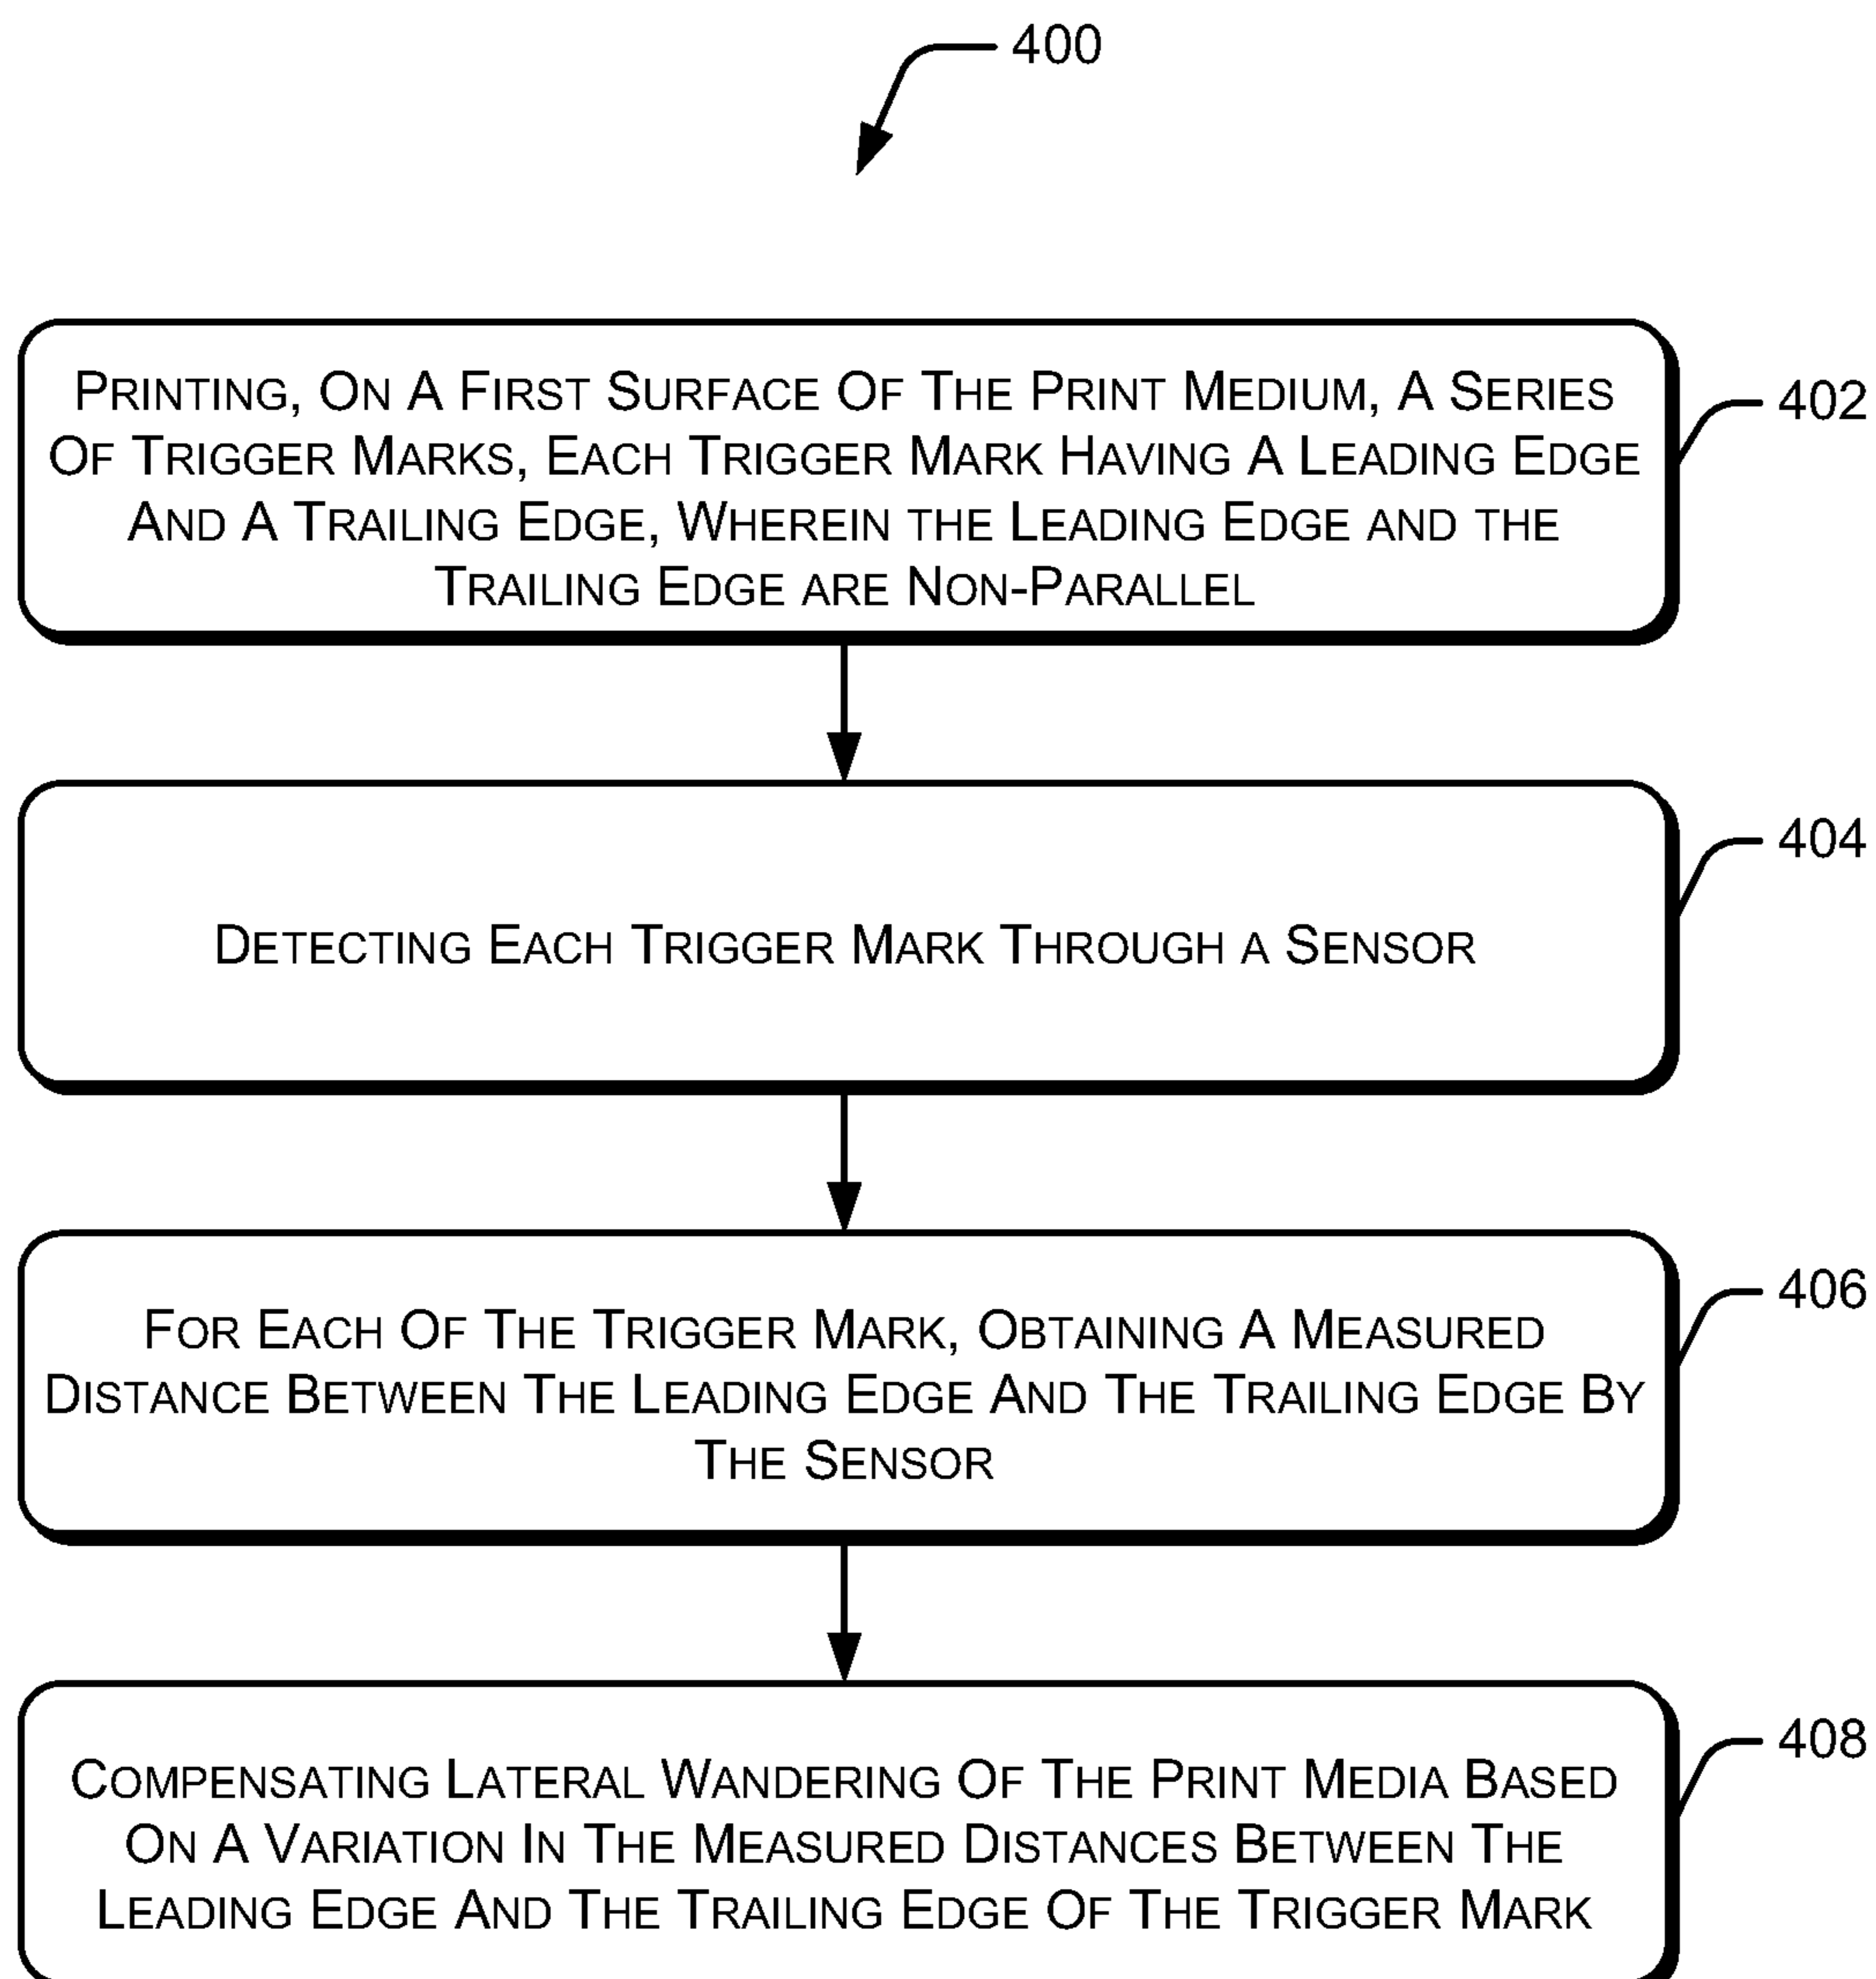 400
PRINTING, ON A FIRST SURFACE OF THE PRINT MEDIUM, A SERIES
OF TRIGGER MARKS, EACH TRIGGER MARK HAVING A LEADING EDGE
AND A TRAILING EDGE, WHEREIN THE LEADING EDGE AND THE
TRAILING EDGE ARE NON-PARALLEL
402
DETECTING EACH TRIGGER MARK THROUGH A SENSOR
404
FOR EACH OF THE TRIGGER MARK, OBTAINING A MEASURED
DISTANCE BETWEEN THE LEADING EDGE AND THE TRAILING EDGE BY
THE SENSOR
406
COMPENSATING LATERAL WANDERING OF THE PRINT MEDIA BASED
ON A VARIATION IN THE MEASURED DISTANCES BETWEEN THE
LEADING EDGE AND THE TRAILING EDGE OF THE TRIGGER MARK
408